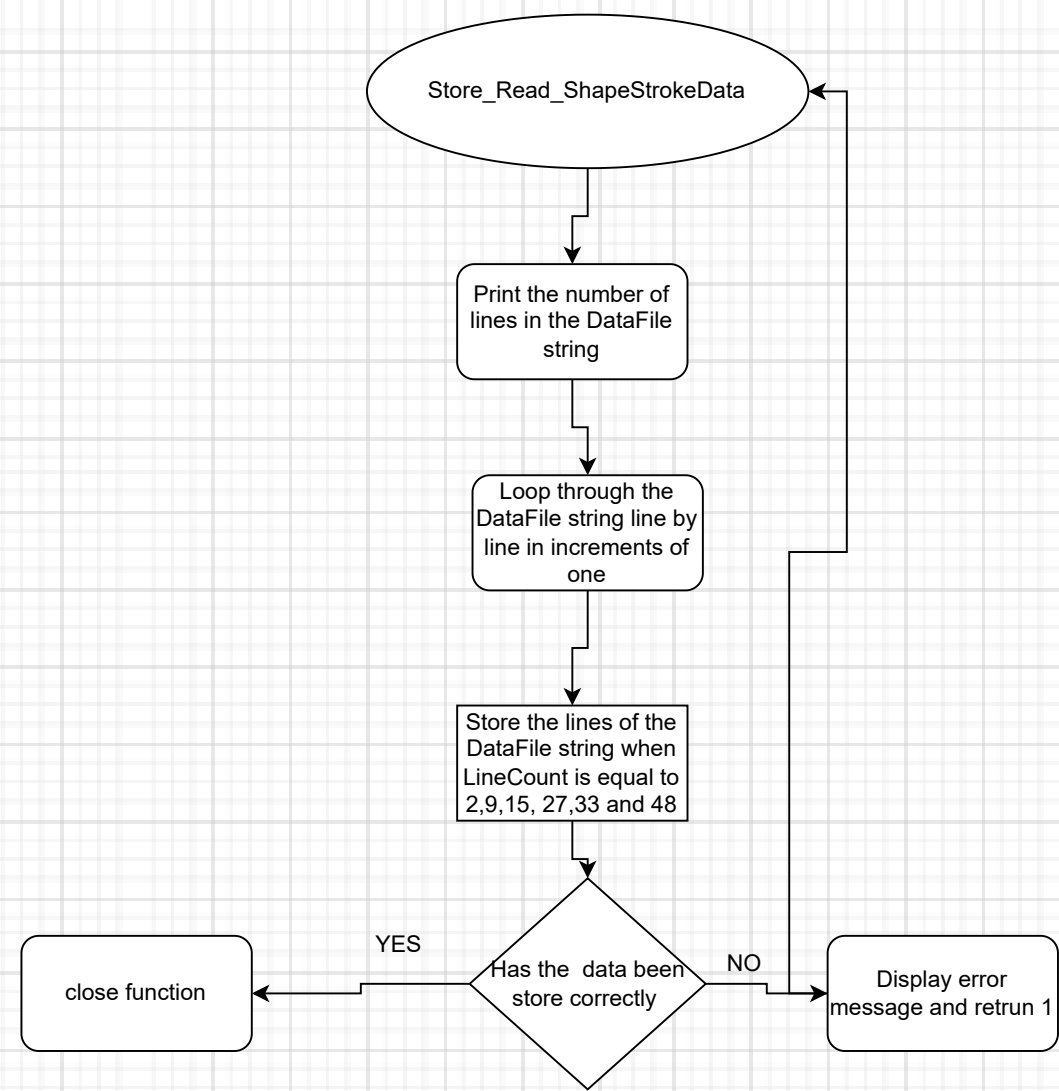 Store_Read_ShapeStrokeData
Print the number of
lines in the DataFile
string
Loop through the
DataFile string line by
line in increments of
one
Store the lines of the
DataFile string when
LineCount is equal to
2,9,15, 27,33 and 48
YES
Has the  data been
store correctly
NO
close function
Display error
message and retrun 1